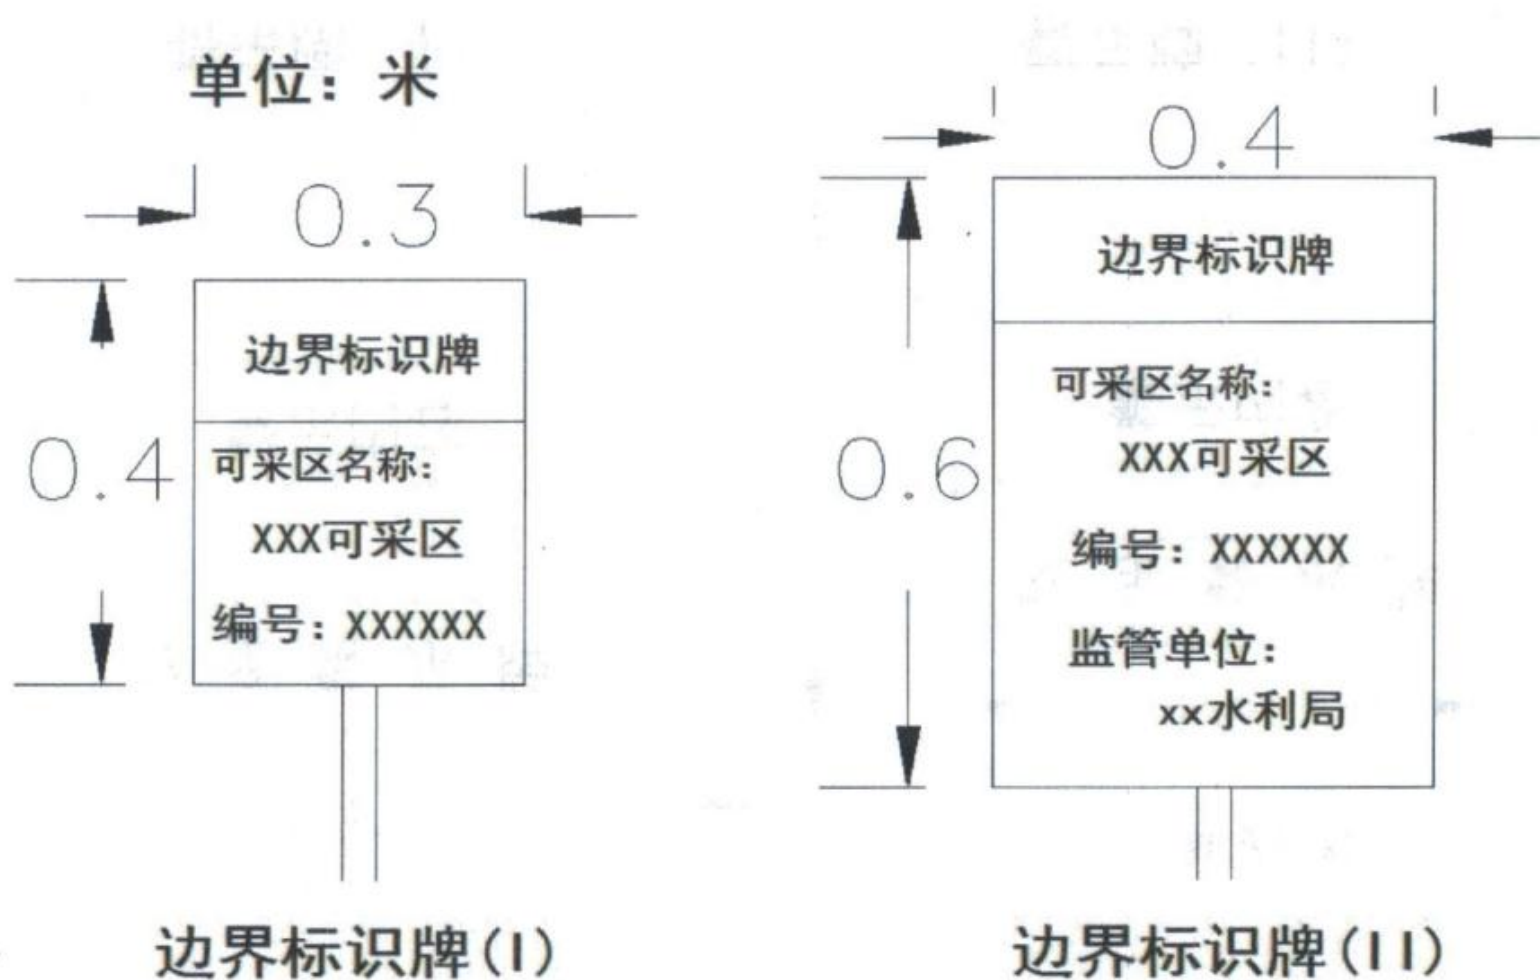 单位：米
0.3
边界标识牌
0.4
可采区名称：
XXX可采区
编号：XXXXXX
边界标识牌(I)
0.4
边界标识牌
0.6
可采区名称：
XXX可采区
编号：XXXXXX
监管单位：
xx水利局
边界标识牌(II)